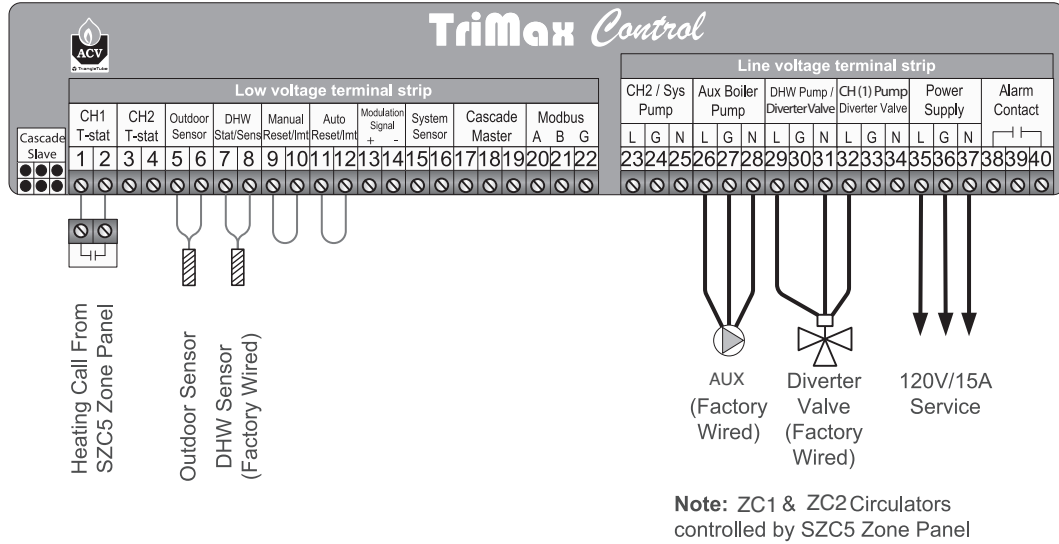 TriMax Control
ACV
TriangleTube
Low voltage terminal strip
Line voltage terminal strip
Cascade
Slave
CH1
T-stat
CH2
T-stat
Outdoor
Sensor
DHW
Stat/Sens
Manual
Reset/lmt
Auto
Reset/lmt
Modulation
Signal
+ -
System
Sensor
Cascade
Master
Modbus
A B G
CH2 / Sys
Pump
Aux Boiler
Pump
DHW Pump /
Diverter Valve
CH (1) Pump
Diverter Valve
Power
Supply
Alarm
Contact
L G N L G N L N L N L G N
1 2 3 4 5 6 7 8 9 10 11 12 13 14 15 16 17 18 19 20 21 22
23 24 25 26 27 28 29 30 31 32 33 34 35 36 37 38 39 40
Heating Call From
SZC5 Zone Panel
Outdoor Sensor
DHW Sensor
(Factory Wired)
AUX
(Factory
Wired)
Diverter
Valve
(Factory
Wired)
120V/15A
Service
Note: ZC1 & ZC2 Circulators
controlled by SZC5 Zone Panel